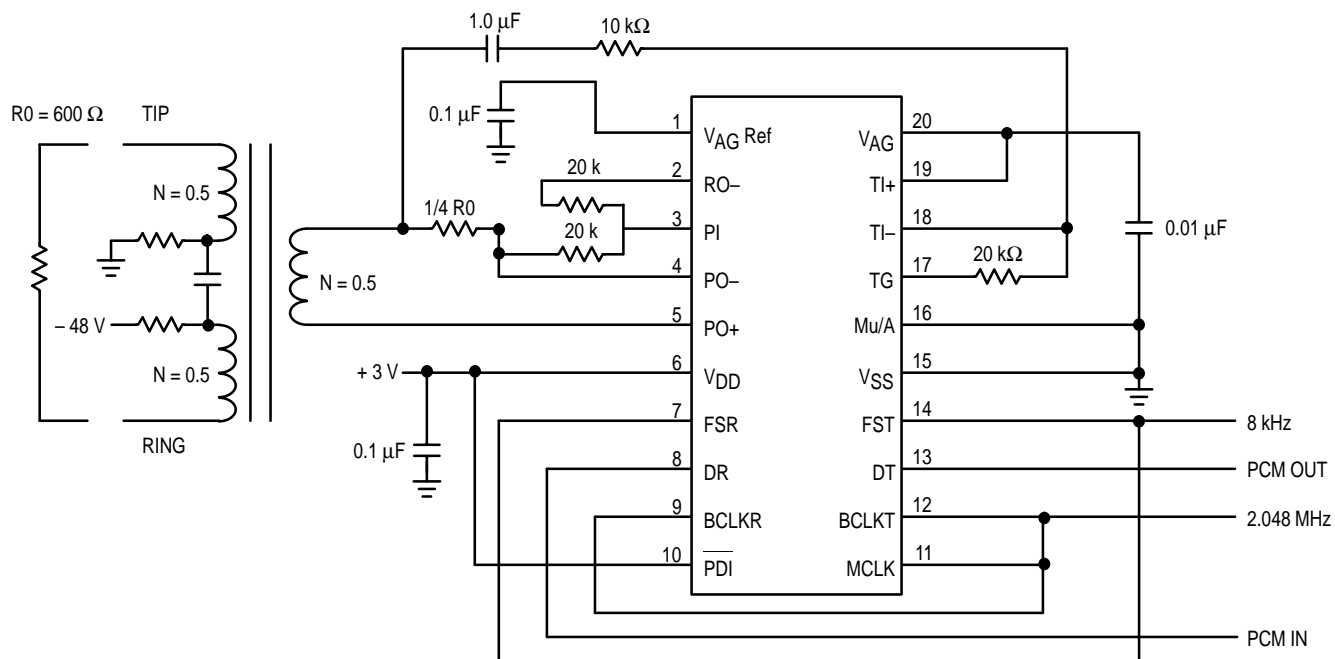 1.0 μF
10 kΩ
R0 = 600 Ω
TIP
0.1 μF
1
VAG Ref
VAG
20
N = 0.5
20 k
2
RO–
TI+
19
1/4 R0
3
PI
TI–
18
0.01 μF
20 k
20 kΩ
N = 0.5
4
PO–
TG
17
– 48 V
5
PO+
Mu/A
16
N = 0.5
+ 3 V
6
VDD
VSS
15
7
FSR
FST
14
8 kHz
RING
0.1 μF
8
DR
DT
13
PCM OUT
9
BCLKR
BCLKT
12
2.048 MHz
10
PDI
MCLK
11
PCM IN